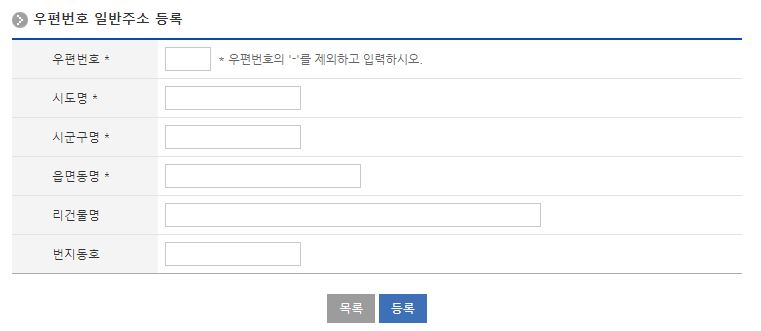 우편번호 일반주소 등록
우편번호 * * 우편번호의 '-'를 제외하고 입력하시오.
시도명 *
시군구명 *
읍면동명 *
리건물명
번지동호
목록 등록